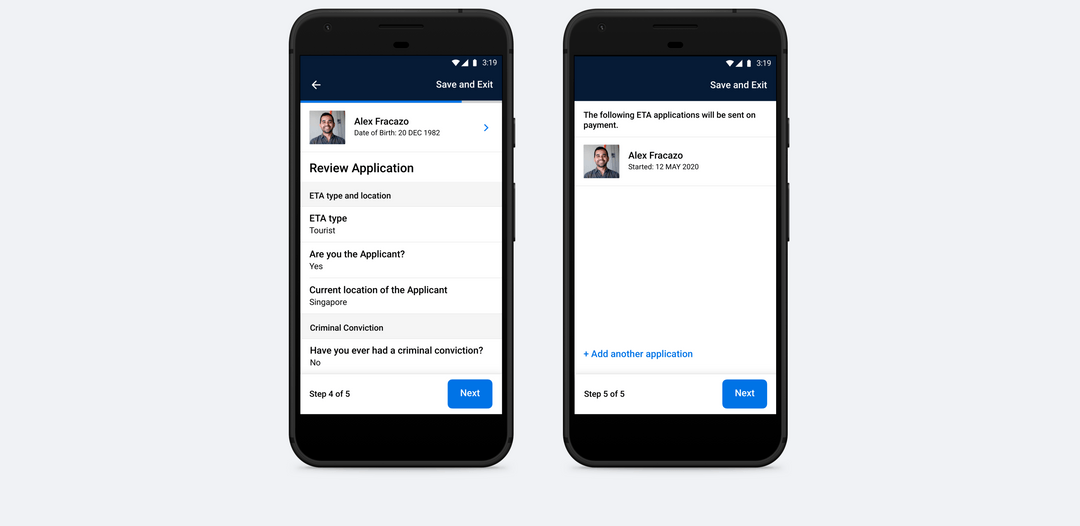 3:19
Save and Exit
Alex Fracazo
Date of Birth: 20 DEC 1982
Review Application
ETA type and location
ETA type
Tourist
Are you the Applicant?
Yes
Current location of the Applicant
Singapore
Criminal Conviction
Have you ever had a criminal conviction?
No
Step 4 of 5
Next
3:19
Save and Exit
The following ETA applications will be sent on
payment.
Alex Fracazo
Started: 12 MAY 2020
+ Add another application
Step 5 of 5
Next